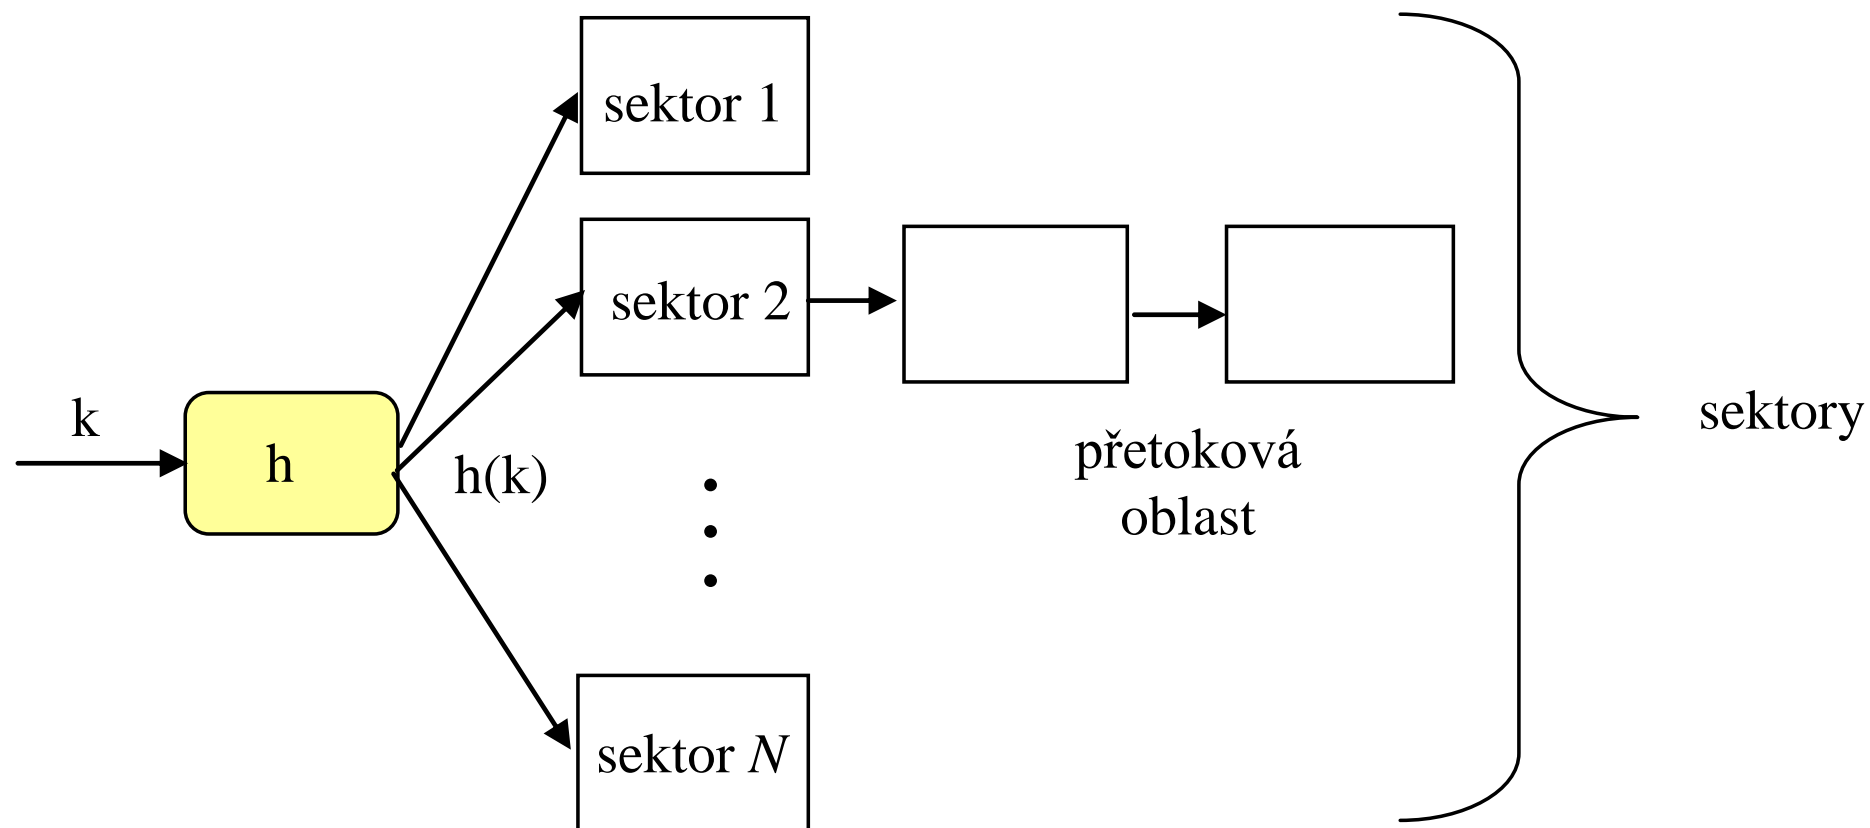 sektor 1
sektor 2
k
h
h(k)
přetoková
oblast
sektory
sektor N